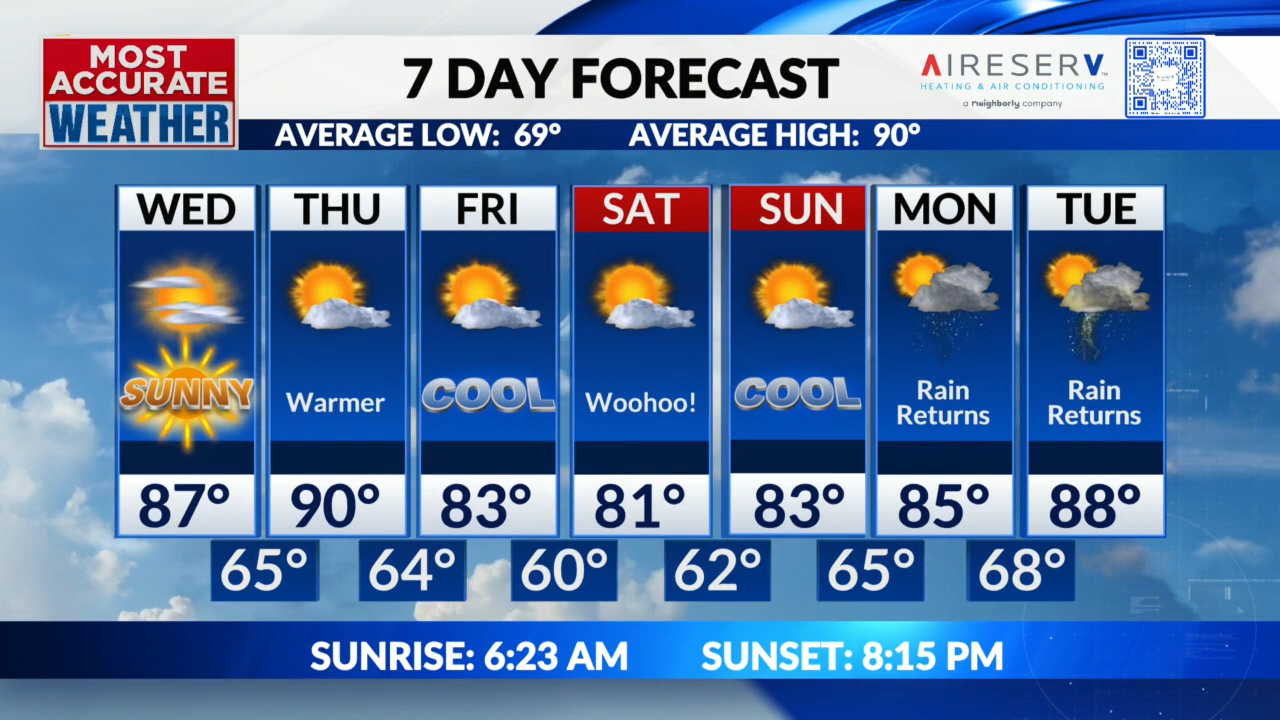 MOST
ACCURATE
WEATHER
7 DAY FORECAST
AIRESERV™
HEATING & AIR CONDITIONING
a neighborly company
AVERAGE LOW: 69° AVERAGE HIGH: 90°
WED THU FRI SAT SUN MON TUE
SUNNY Warmer COOL Woohoo! COOL Rain Returns Rain Returns
87° 90° 83° 81° 83° 85° 88°
65° 64° 60° 62° 65° 68°
SUNRISE: 6:23 AM SUNSET: 8:15 PM